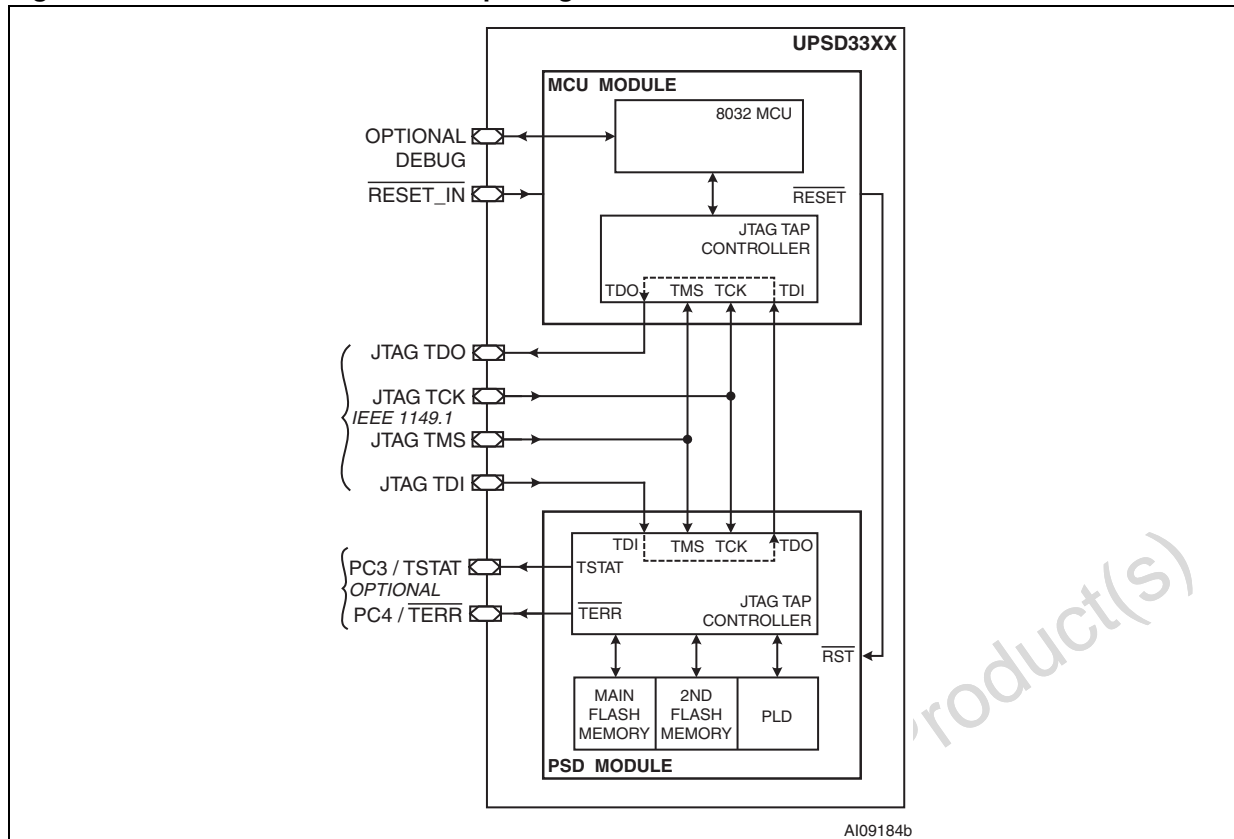 UPSD33XX
MCU MODULE
8032 MCU
OPTIONAL
DEBUG
RESET_IN
RESET
JTAG TAP
CONTROLLER
TDO TMS TCK TDI
JTAG TDO
JTAG TCK
IEEE 1149.1
JTAG TMS
JTAG TDI
TDI TMS TCK TDO
PC3 / TSTAT
TSTAT
OPTIONAL
PC4 / TERR
TERR
JTAG TAP
CONTROLLER
RST
MAIN
FLASH
MEMORY
2ND
FLASH
MEMORY
PLD
PSD MODULE
roduct(s)
AI09184b